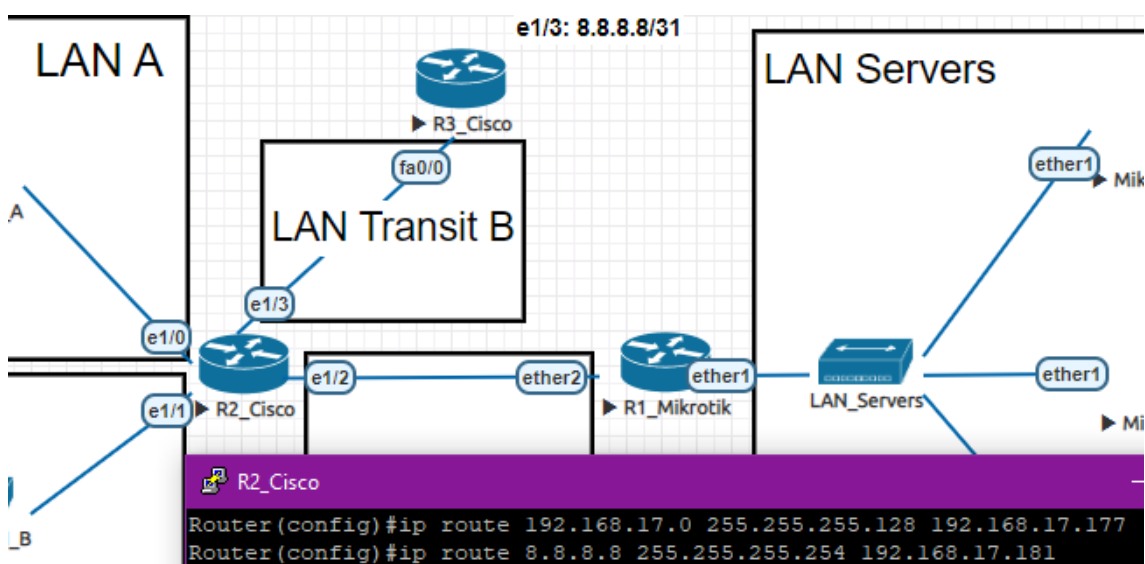 e1/3: 8.8.8.8/31
LAN A
LAN Servers
R3_Cisco
fa0/0
ether1
Mik
_A
LAN Transit B
e1/3
e1/0
e1/2
ether2
ether1
ether1
LAN_Servers
e1/1
R2_Cisco
R1_Mikrotik
Mi
_B
R2_Cisco
Router(config)#ip route 192.168.17.0 255.255.255.128 192.168.17.177
Router(config)#ip route 8.8.8.8 255.255.255.254 192.168.17.181